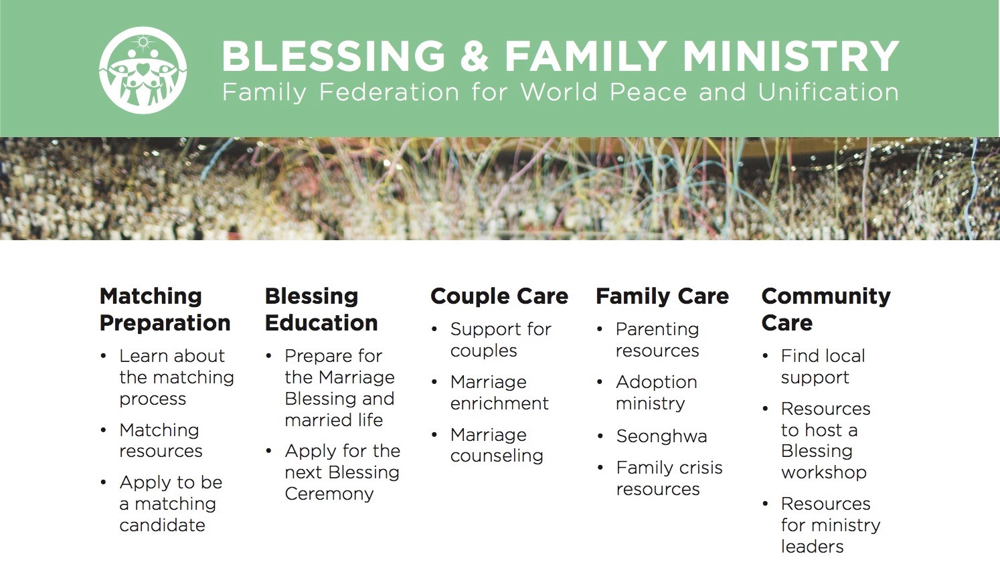 BLESSING & FAMILY MINISTRY
Family Federation for World Peace and Unification
Matching
Preparation
• Learn about
the matching
process
• Matching
resources
• Apply to be
a matching
candidate
Blessing
Education
• Prepare for
the Marriage
Blessing and
married life
• Apply for the
next Blessing
Ceremony
Couple Care
• Support for
couples
• Marriage
enrichment
• Marriage
counseling
Family Care
• Parenting
resources
• Adoption
ministry
• Seonghwa
• Family crisis
resources
Community
Care
• Find local
support
• Resources
to host a
Blessing
workshop
• Resources
for ministry
leaders